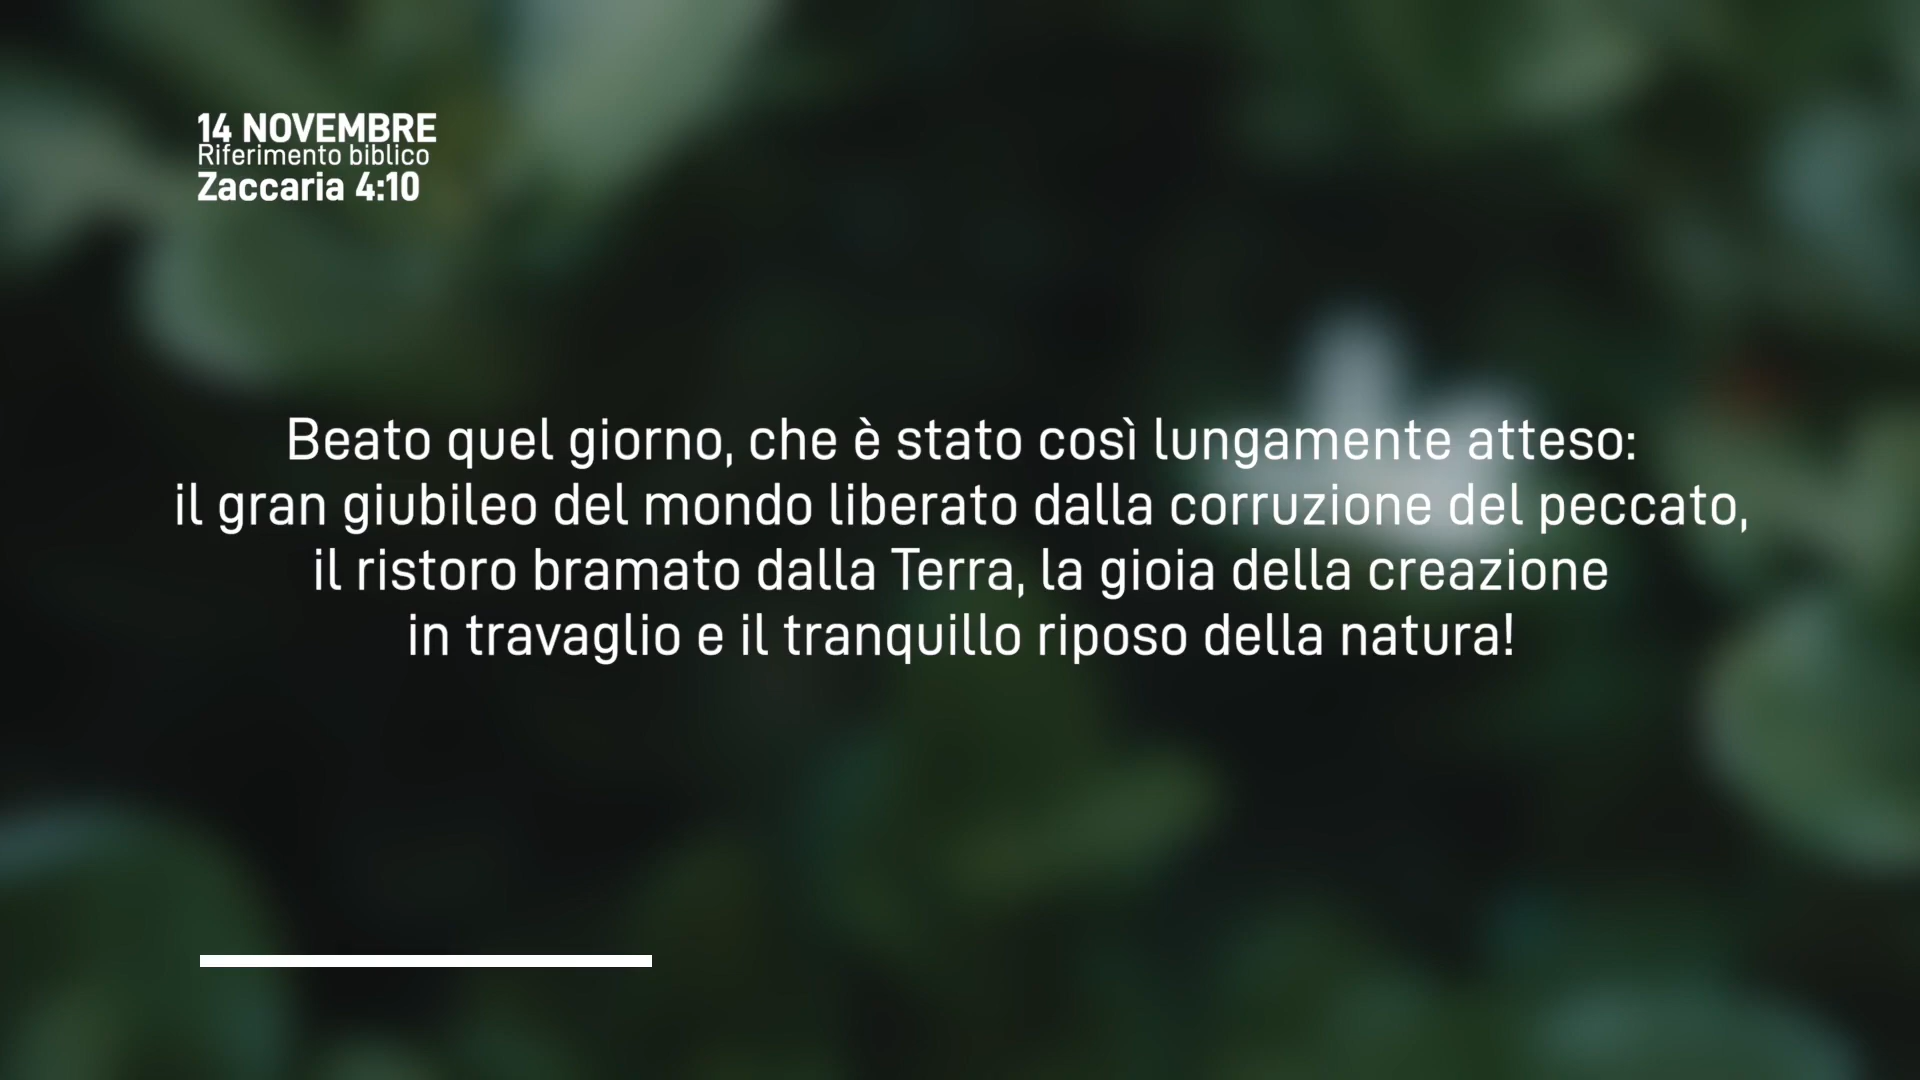 14 NOVEMBRE
Riferimento biblico
Zaccaria 4:10
Beato quel giorno, che è stato così lungamente atteso:
il gran giubileo del mondo liberato dalla corruzione del peccato,
il ristoro bramato dalla Terra, la gioia della creazione
in travaglio e il tranquillo riposo della natura!